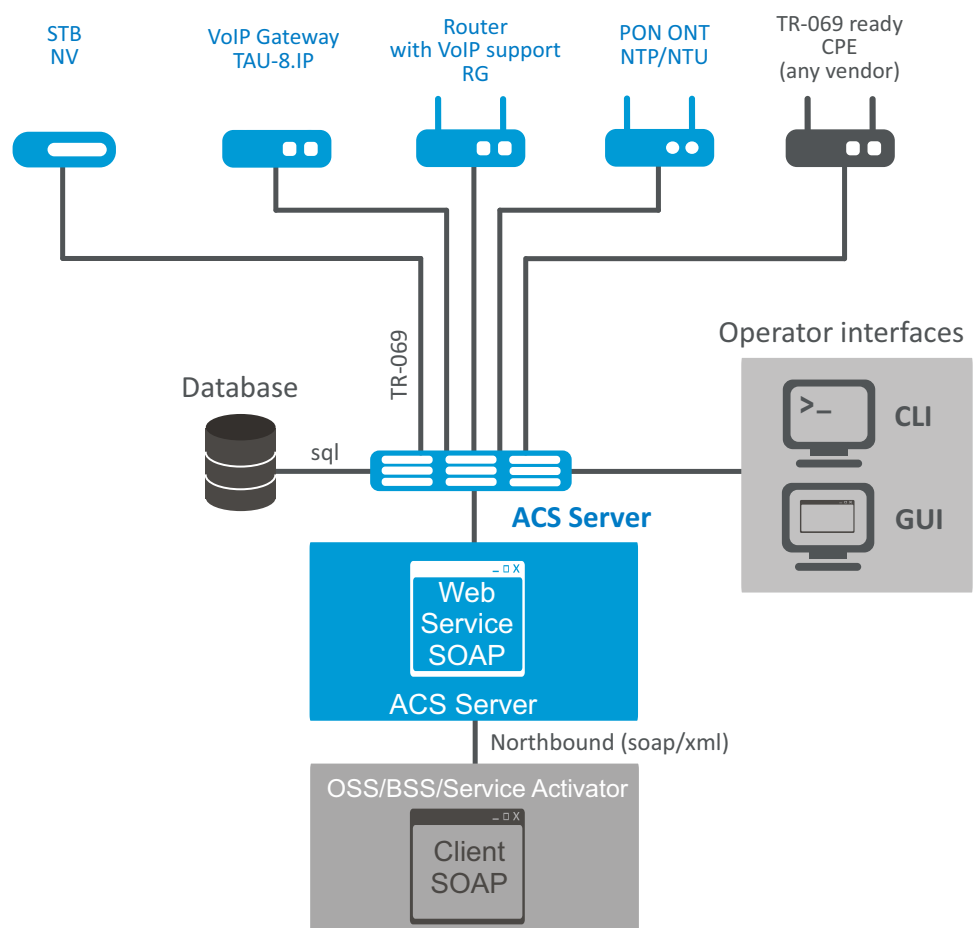 STB
NV
VoIP Gateway
TAU-8.IP
Router
with VoIP support
RG
PON ONT
NTP/NTU
TR-069 ready
CPE
(any vendor)
TR-069
Operator interfaces
Database
>_
CLI
sql
ACS Server
GUI
Web
Service
SOAP
ACS Server
Northbound (soap/xml)
OSS/BSS/Service Activator
Client
SOAP